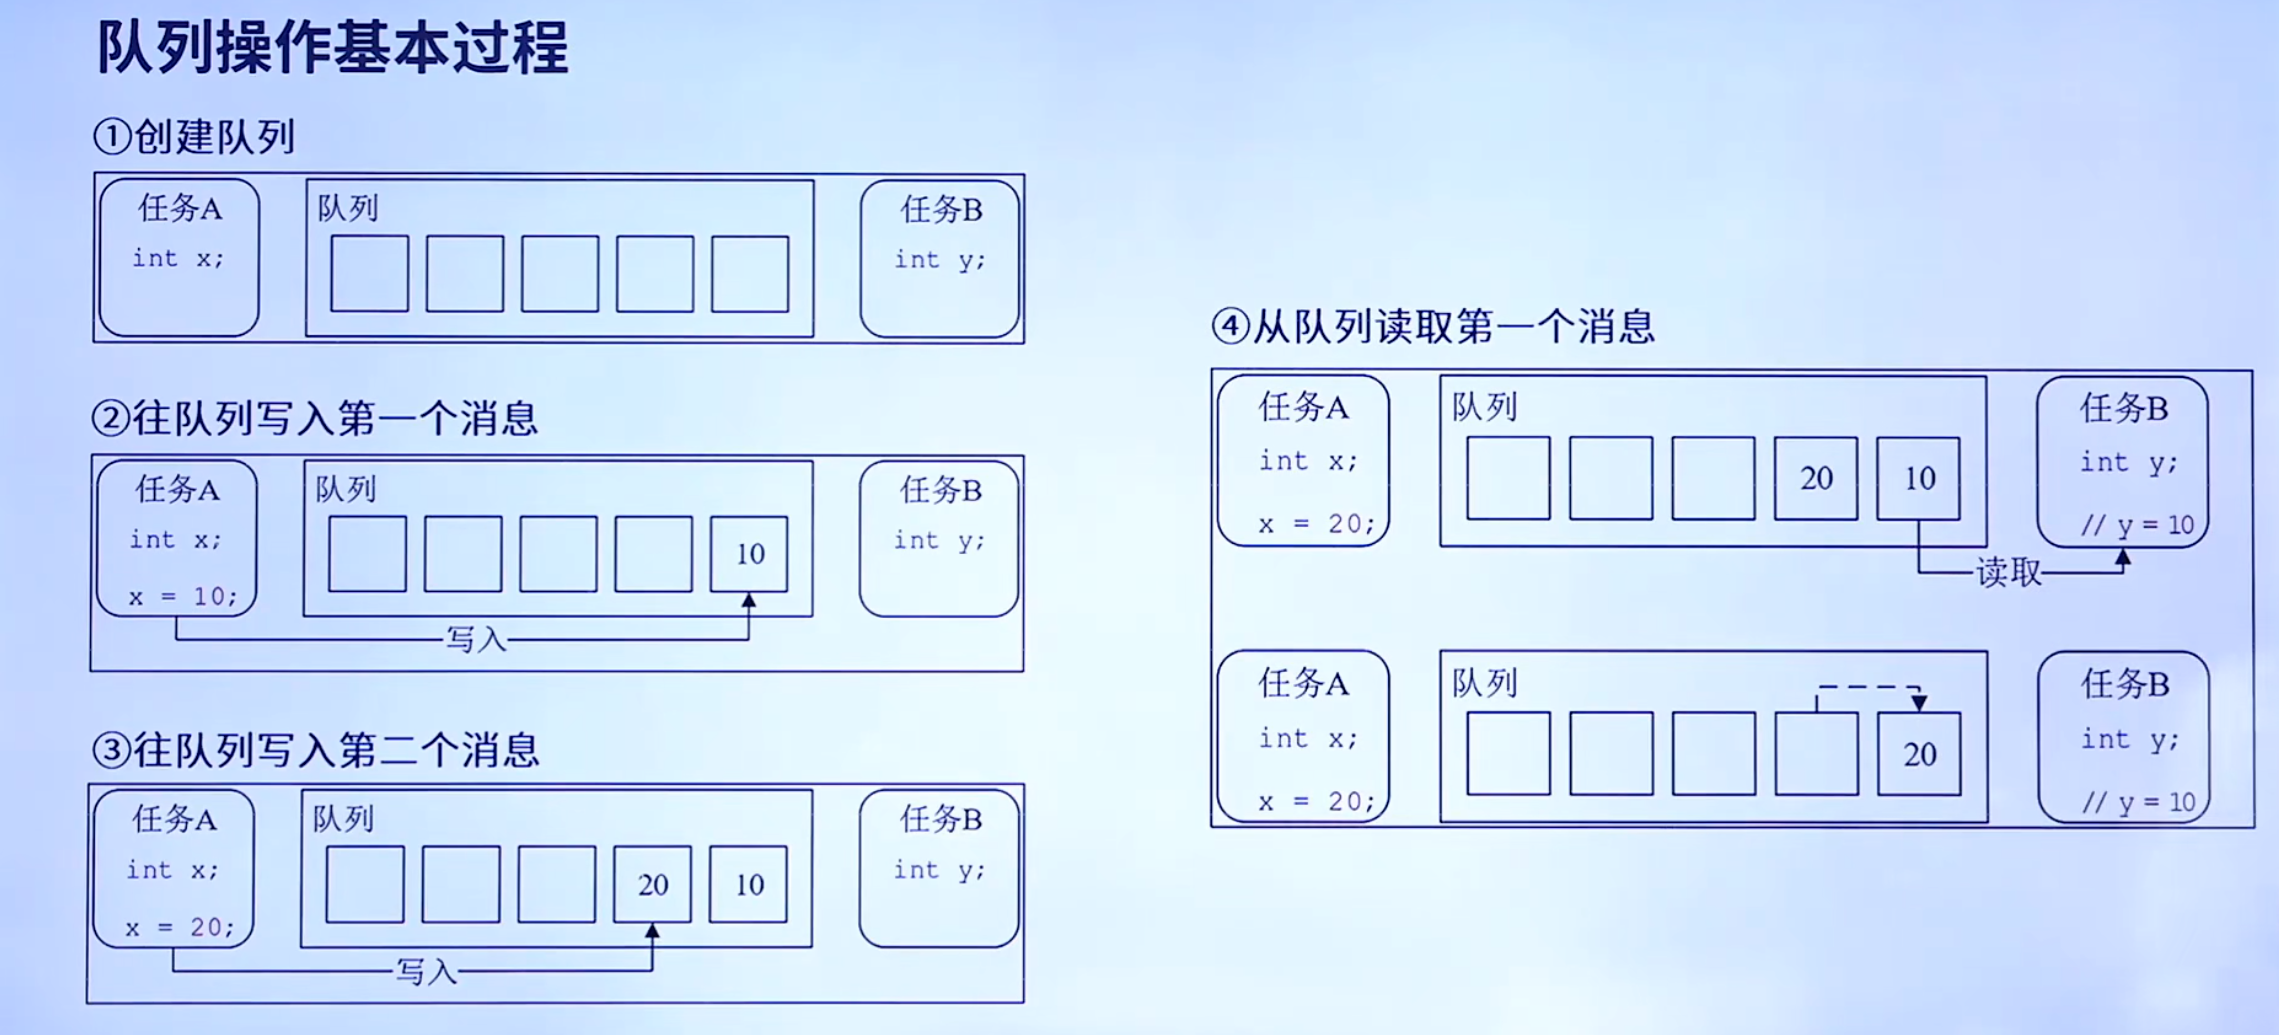 队列操作基本过程
①创建队列
任务A
int x;
队列
任务B
int y;
②往队列写入第一个消息
任务A
int x;
x = 10;
队列
10
任务B
int y;
写入
③往队列写入第二个消息
任务A
int x;
x = 20;
队列
20 10
任务B
int y;
写入
④从队列读取第一个消息
任务A
int x;
x = 20;
队列
20 10
任务B
int y;
// y = 10
读取
任务A
int x;
x = 20;
队列
20
任务B
int y;
// y = 10